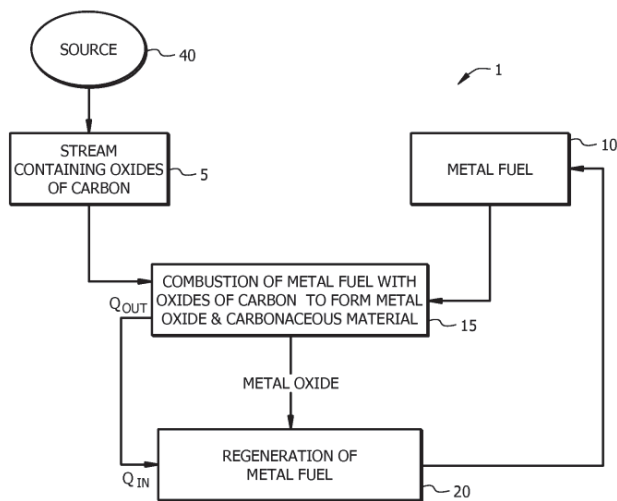 SOURCE
40
1
STREAM
CONTAINING OXIDES
OF CARBON
5
10
METAL FUEL
COMBUSTION OF METAL FUEL WITH
OXIDES OF CARBON TO FORM METAL
OXIDE & CARBONACEOUS MATERIAL
15
QOUT
METAL OXIDE
REGENERATION OF
METAL FUEL
QIN
20